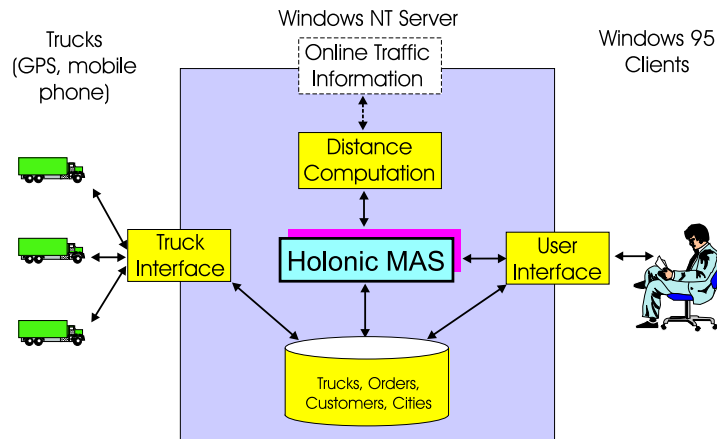 Windows NT Server
Trucks
(GPS, mobile
phone)
Online Traffic
Information
Windows 95
Clients
Distance
Computation
Truck
Interface
Holonic MAS
User
Interface
Trucks, Orders,
Customers, Cities